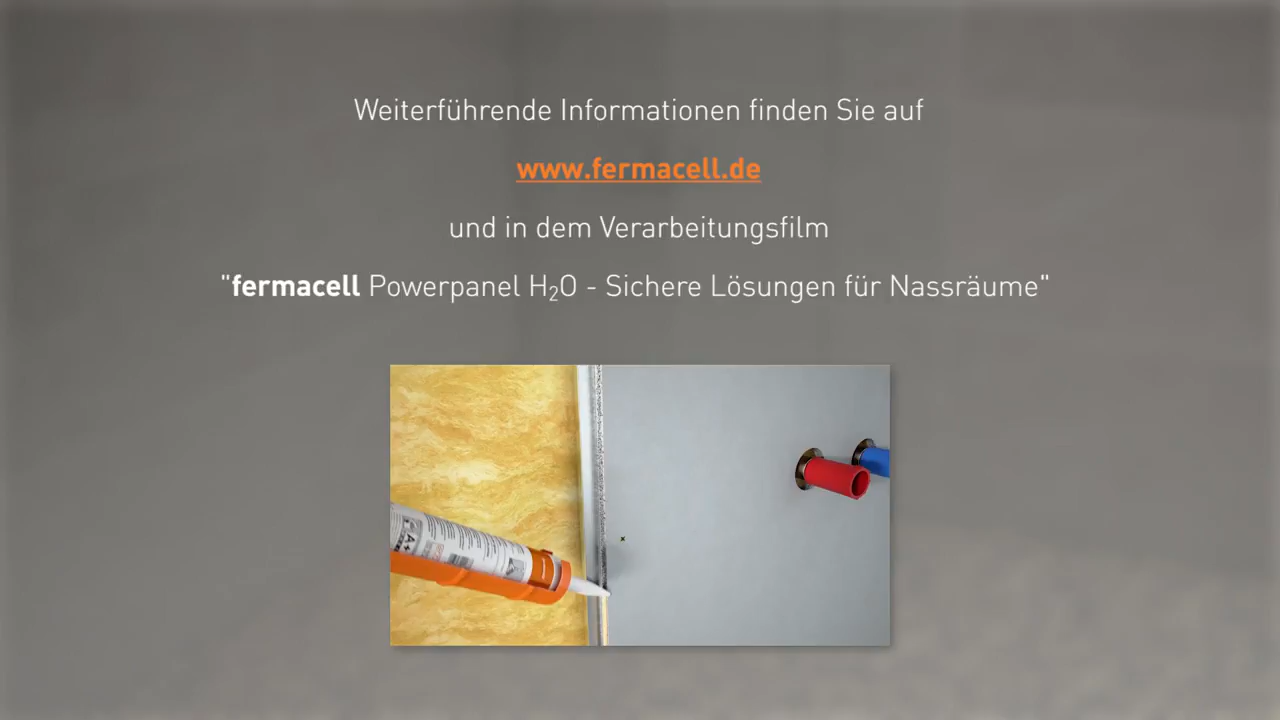 Weiterführende Informationen finden Sie auf
www.fermacell.de
und in dem Verarbeitungsfilm
"fermacell Powerpanel H₂O - Sichere Lösungen für Nassräume"
A+